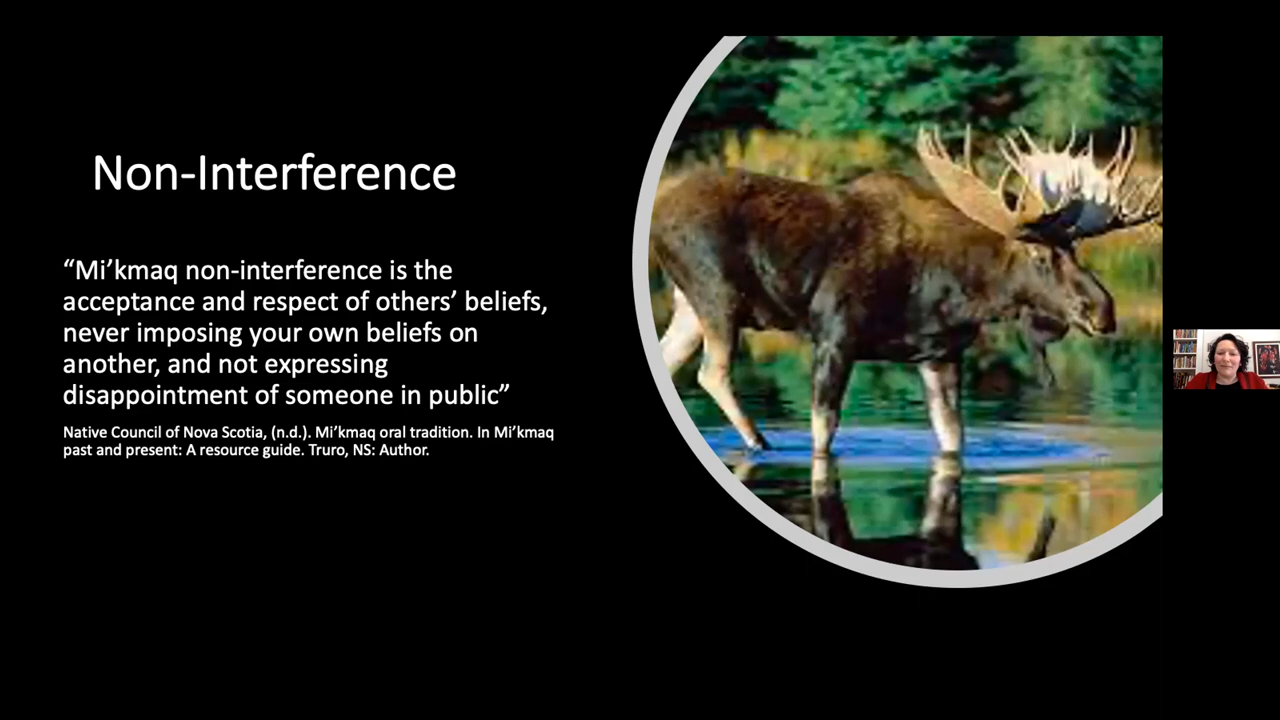 Non-Interference
“Mi’kmaq non-interference is the
acceptance and respect of others’ beliefs,
never imposing your own beliefs on
another, and not expressing
disappointment of someone in public”
Native Council of Nova Scotia, (n.d.). Mi’kmaq oral tradition. In Mi’kmaq
past and present: A resource guide. Truro, NS: Author.